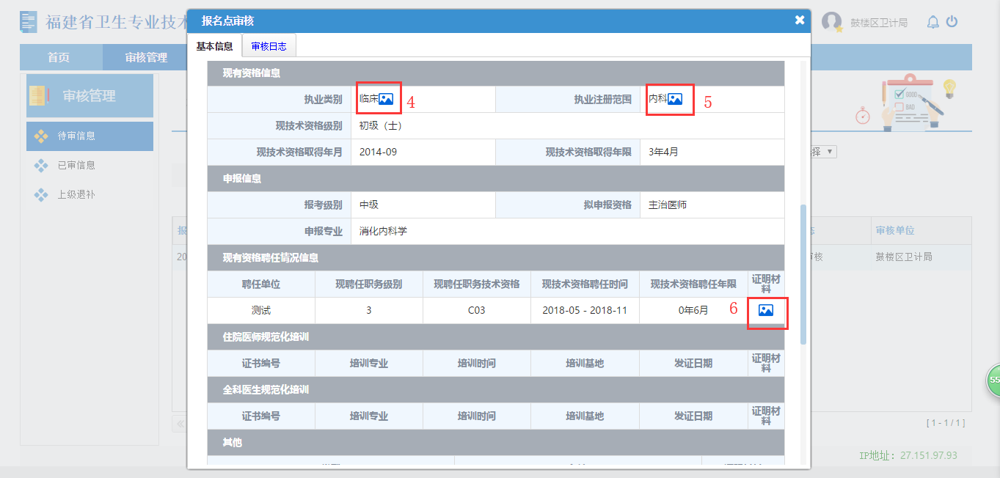 福建省卫生专业技术
鼓楼区卫计局
首页
审核管理
审核管理
待审信息
已审信息
上级退补
GOOD
BAD
择
报
审核单位
20
审核
鼓楼区卫计局
[ 1 - 1 / 1 ]
IP地址：27.151.97.93
55
报名点审核
基本信息 审核日志
现有资格信息
执业类别 临床 4 执业注册范围 内科 5
现技术资格级别 初级（士）
现技术资格取得年月 2014-09 现技术资格取得年限 3年4月
申报信息
报考级别 中级 拟申报资格 主治医师
申报专业 消化内科学
现有资格聘任情况信息
聘任单位 现聘任职务级别 现聘任职务技术资格 现技术资格聘任时间 现技术资格聘任年限 证明材料
测试 3 C03 2018-05 - 2018-11 0年6月 6
住院医师规范化培训
证书编号 培训专业 培训时间 培训基地 发证日期 证明材料
全科医生规范化培训
证书编号 培训专业 培训时间 培训基地 发证日期 证明材料
其他